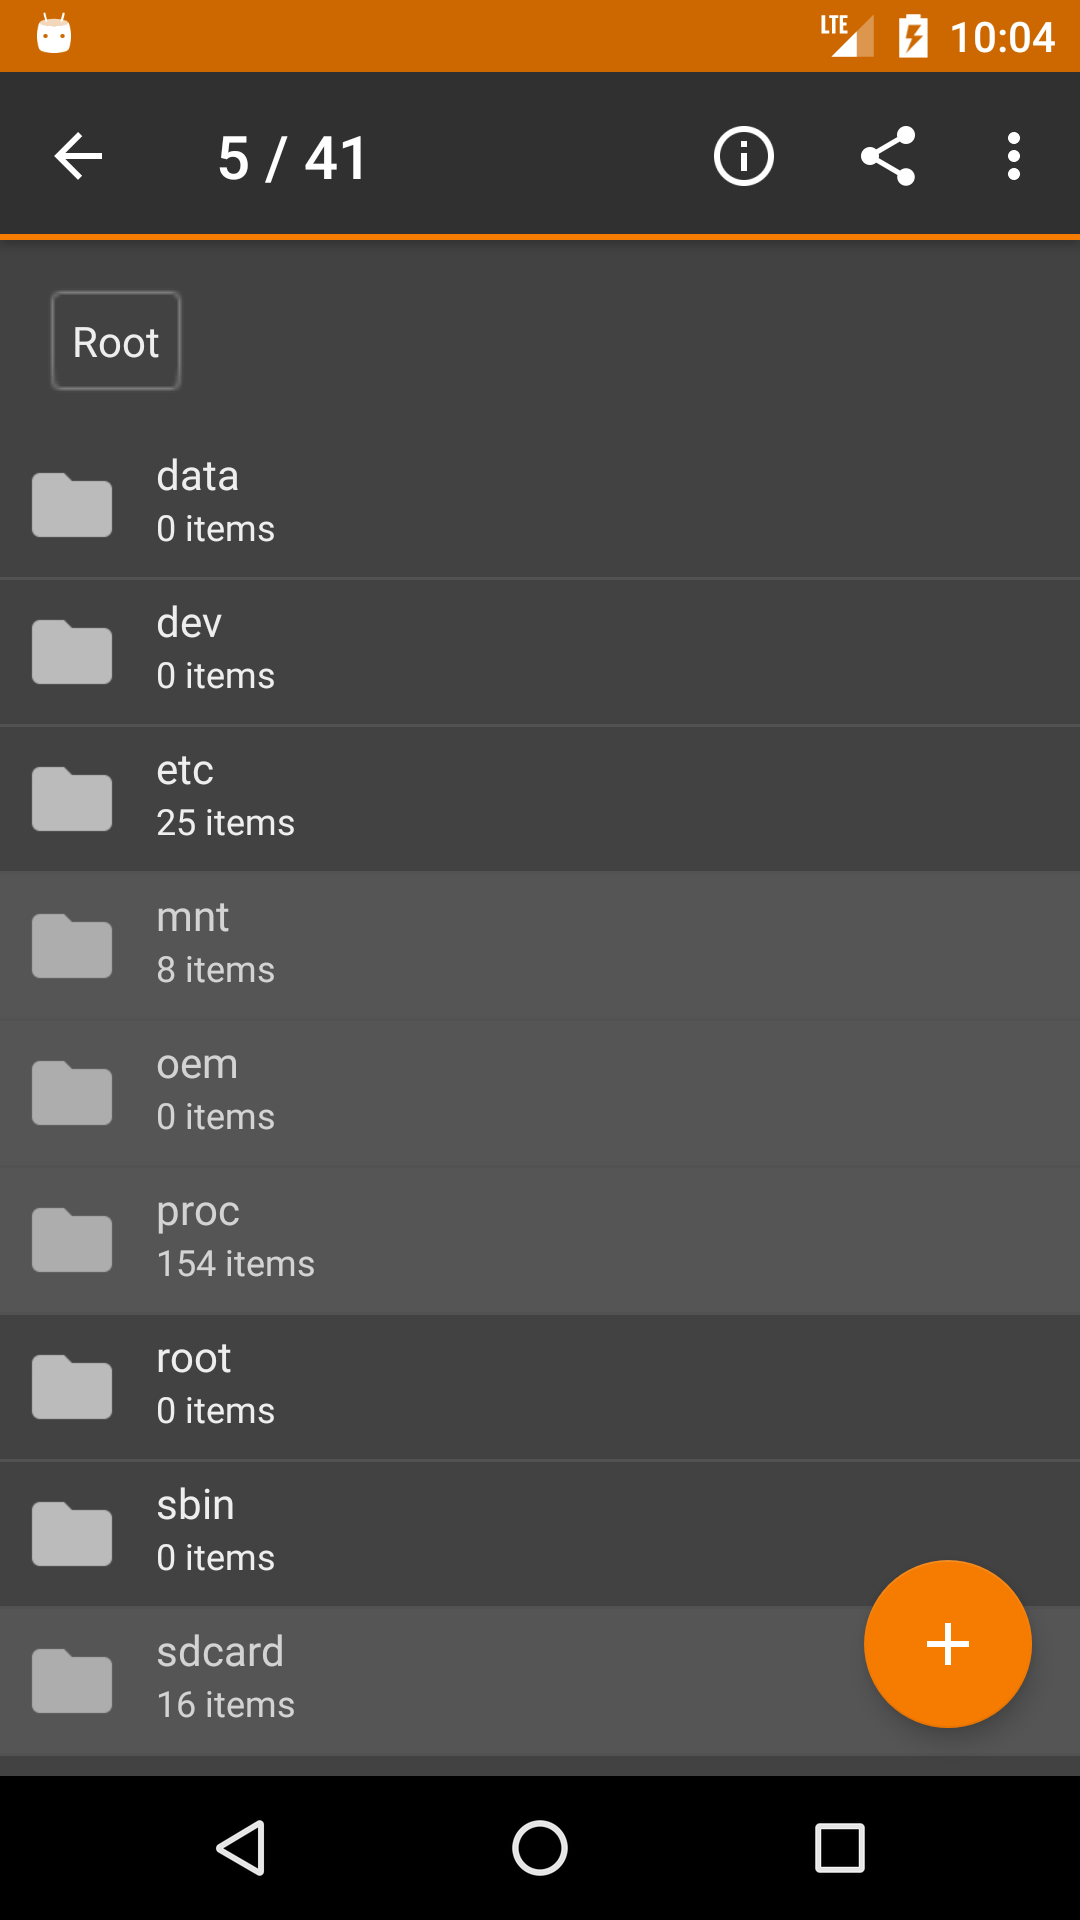 LTE 10:04
5 / 41
Root
data
0 items
dev
0 items
etc
25 items
mnt
8 items
oem
0 items
proc
154 items
root
0 items
sbin
0 items
sdcard
16 items